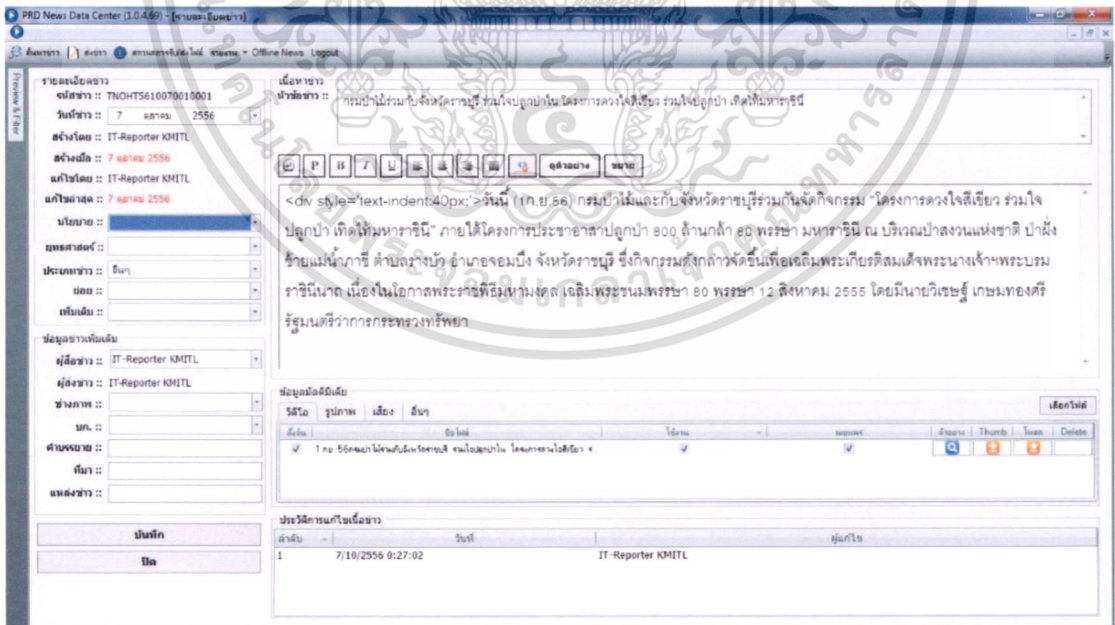 PRD News Data Center (1.0.4.69) - [รายละเอียดข่าว]
ค้นหาข่าว ส่งข่าว สถานะการรับ/ส่งไฟล์ รายงาน Offline News Logout
Preview & Filter
รายละเอียดข่าว
รหัสข่าว :: TNOHT5610070010001
วันที่ข่าว :: 7 ตุลาคม 2556
สร้างโดย :: IT-Reporter KMITL
สร้างเมื่อ :: 7 ตุลาคม 2556
แก้ไขโดย :: IT-Reporter KMITL
แก้ไขล่าสุด :: 7 ตุลาคม 2556
นโยบาย ::
ยุทธศาสตร์ ::
ประเภทข่าว :: อื่นๆ
ย่อย ::
เพิ่มเติม ::
ข้อมูลข่าวเพิ่มเติม
ผู้สื่อข่าว :: IT-Reporter KMITL
ผู้ส่งข่าว :: IT-Reporter KMITL
ช่างภาพ ::
บก. ::
คำบรรยาย ::
ที่มา ::
แหล่งข่าว ::
บันทึก
ปิด
เนื้อหาข่าว
หัวข้อข่าว :: กรมป่าไม้ร่วมกับจังหวัดราชบุรี ร่วมใจปลูกป่าใน โครงการดวงใจสีเขียว ร่วมใจปลูกป่า เทิดไท้มหาราชินี
P B I U ดูตัวอย่าง ขยาย
<div style='text-indent:40px;'>วันนี้ (1ก.ย.56) กรมป่าไม้และกับจังหวัดราชบุรีร่วมกันจัดกิจกรรม "โครงการดวงใจสีเขียว ร่วมใจ
ปลูกป่า เทิดไท้มหาราชินี" ภายใต้โครงการประชาอาสาปลูกป่า 800 ล้านกล้า 80 พรรษา มหาราชินี ณ บริเวณป่าสงวนแห่งชาติ ป่าฝั่ง
ซ้ายแม่น้ำภาชี ตำบลรางบัว อำเภอจอมบึง จังหวัดราชบุรี ซึ่งกิจกรรมดังกล่าวจัดขึ้นเพื่อเฉลิมพระเกียรติสมเด็จพระนางเจ้าฯพระบรม
ราชินีนาถ เนื่องในโอกาสพระราชพิธีมหามงคล เฉลิมพระชนมพรรษา 80 พรรษา 12 สิงหาคม 2555 โดยมีนายวิเชษฐ์ เกษมทองศรี
รัฐมนตรีว่าการกระทรวงทรัพยา
ข้อมูลมัลติมีเดีย
วิดีโอ รูปภาพ เสียง อื่นๆ
เลือกไฟล์
ชื่อไฟล์ ใช้งาน เผยแพร่ ตัวอย่าง Thumb โหลด Delete
1 กย 56กรมป่าไม้ร่วมกับจังหวัดราชบุรี ร่วมใจปลูกป่าใน โครงการดวงใจสีเขียว ร.
ประวัติการแก้ไขเนื้อข่าว
ลำดับ วันที่ ผู้แก้ไข
1 7/10/2556 0:27:02 IT-Reporter KMITL